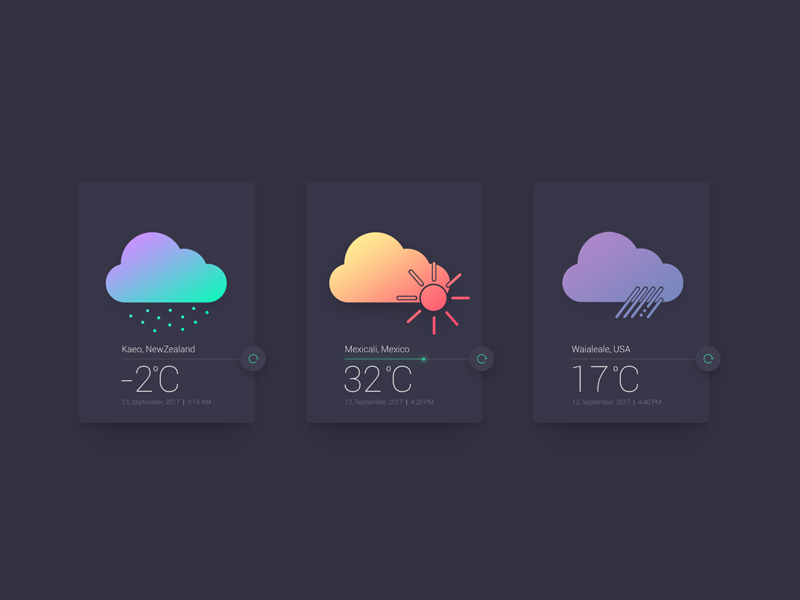 Kaeo, NewZealand
-2°C
13. September, 2017 | 9:15 AM
Mexicali, Mexico
32°C
12. September, 2017 | 4:20 PM
Waialeale, USA
17°C
12. September, 2017 | 4:40 PM